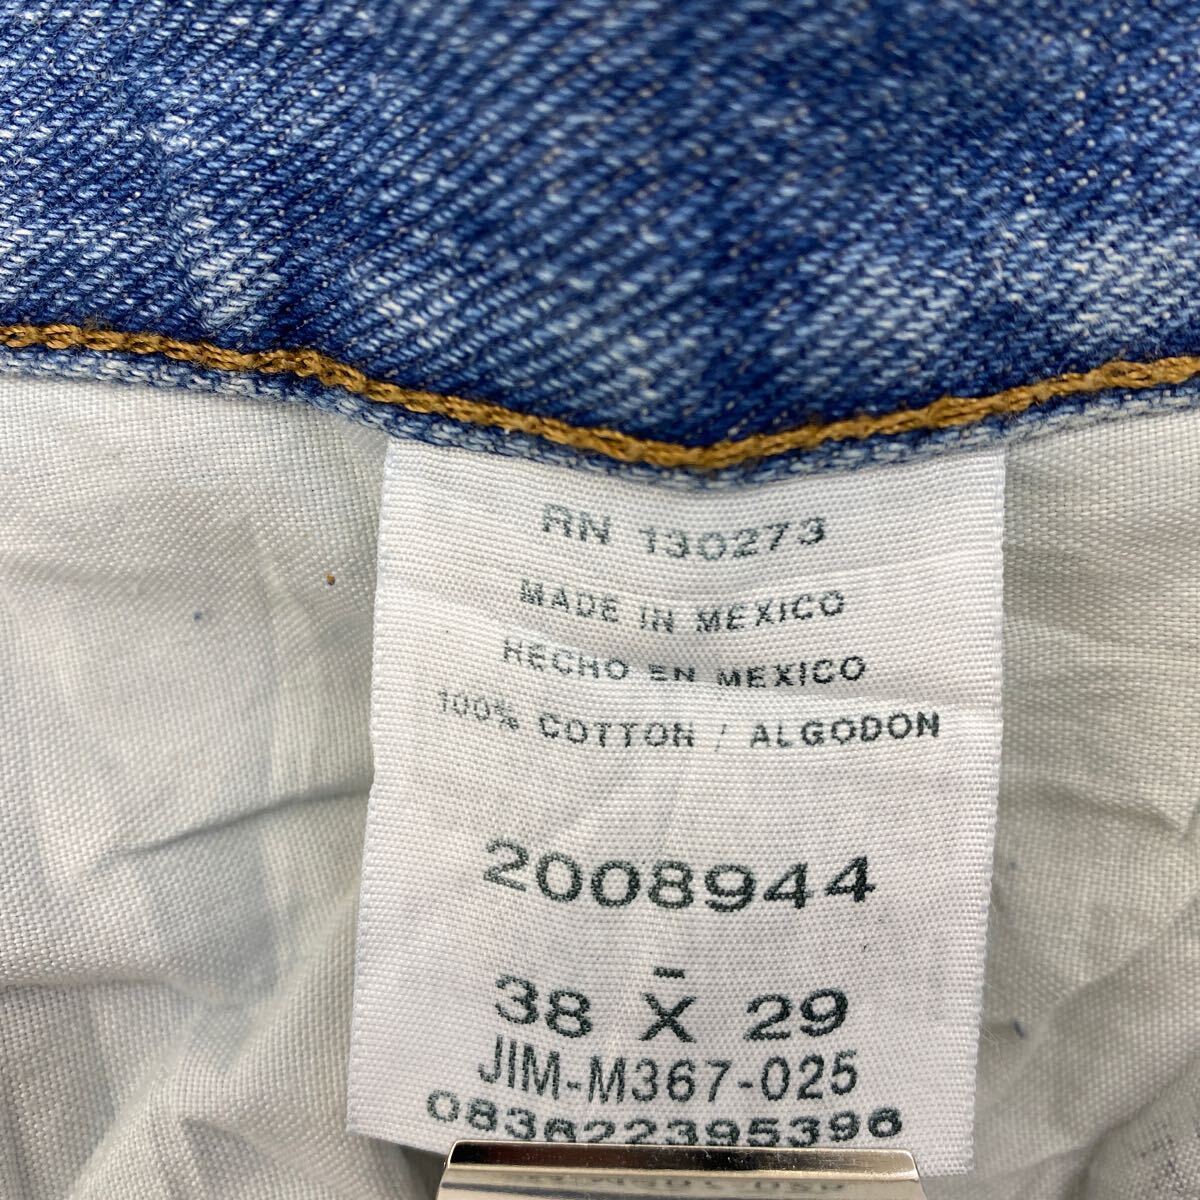 RN 130273
MADE IN MEXICO
HECHO EN MEXICO
100% COTTON / ALGODON
2008944
-
38 X 29
JIM-M367-025
083622395396